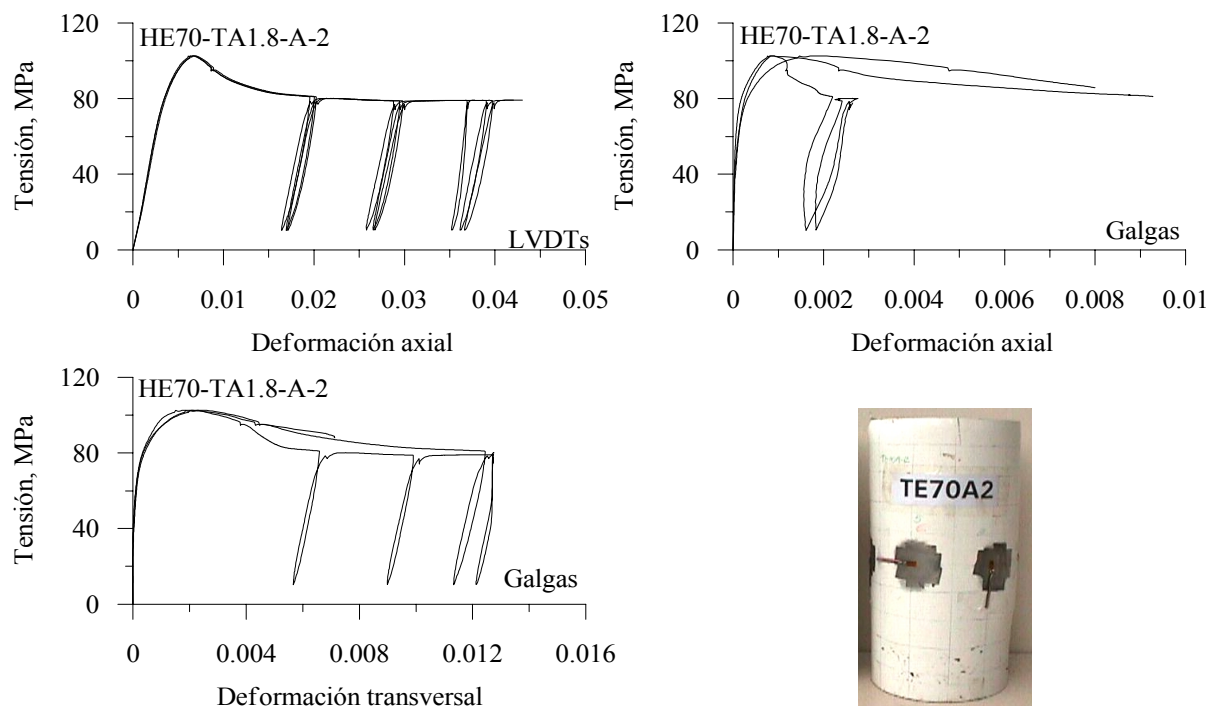 HE70-TA1.8-A-2
Tensión, MPa
120
80
40
0
LVDTs
0 0.01 0.02 0.03 0.04 0.05
Deformación axial
HE70-TA1.8-A-2
Tensión, MPa
120
80
40
0
Galgas
0 0.002 0.004 0.006 0.008 0.01
Deformación axial
HE70-TA1.8-A-2
Tensión, MPa
120
80
40
0
Galgas
0 0.004 0.008 0.012 0.016
Deformación transversal
TE70A2